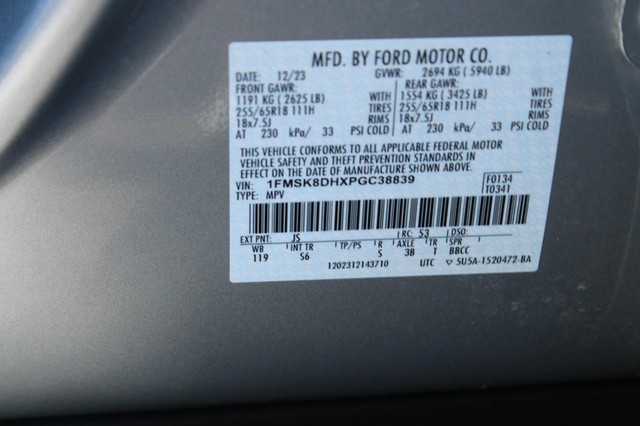 MFD. BY FORD MOTOR CO.
DATE: 12/23 GVWR: 2694 KG ( 5940 LB)
FRONT GAWR: REAR GAWR:
1191 KG ( 2625 LB) WITH 1554 KG ( 3425 LB) WITH
255/65R18 111H TIRES 255/65R18 111H TIRES
18x7.5J RIMS 18x7.5J RIMS
AT 230 kPa/ 33 PSI COLD AT 230 kPa/ 33 PSI COLD
THIS VEHICLE CONFORMS TO ALL APPLICABLE FEDERAL MOTOR
VEHICLE SAFETY AND THEFT PREVENTION STANDARDS IN
EFFECT ON THE DATE OF MANUFACTURE SHOWN ABOVE.
VIN: 1FMSK8DHXPGC38839 F0134
TYPE: MPV T0341
EXT PNT: JS RC: 53 DSO:
WB INT TR TP/PS R AXLE TR SPR
119 S6 S 3B T BBCC
1202312143710 UTC ▽ 5U5A-1520472-BA